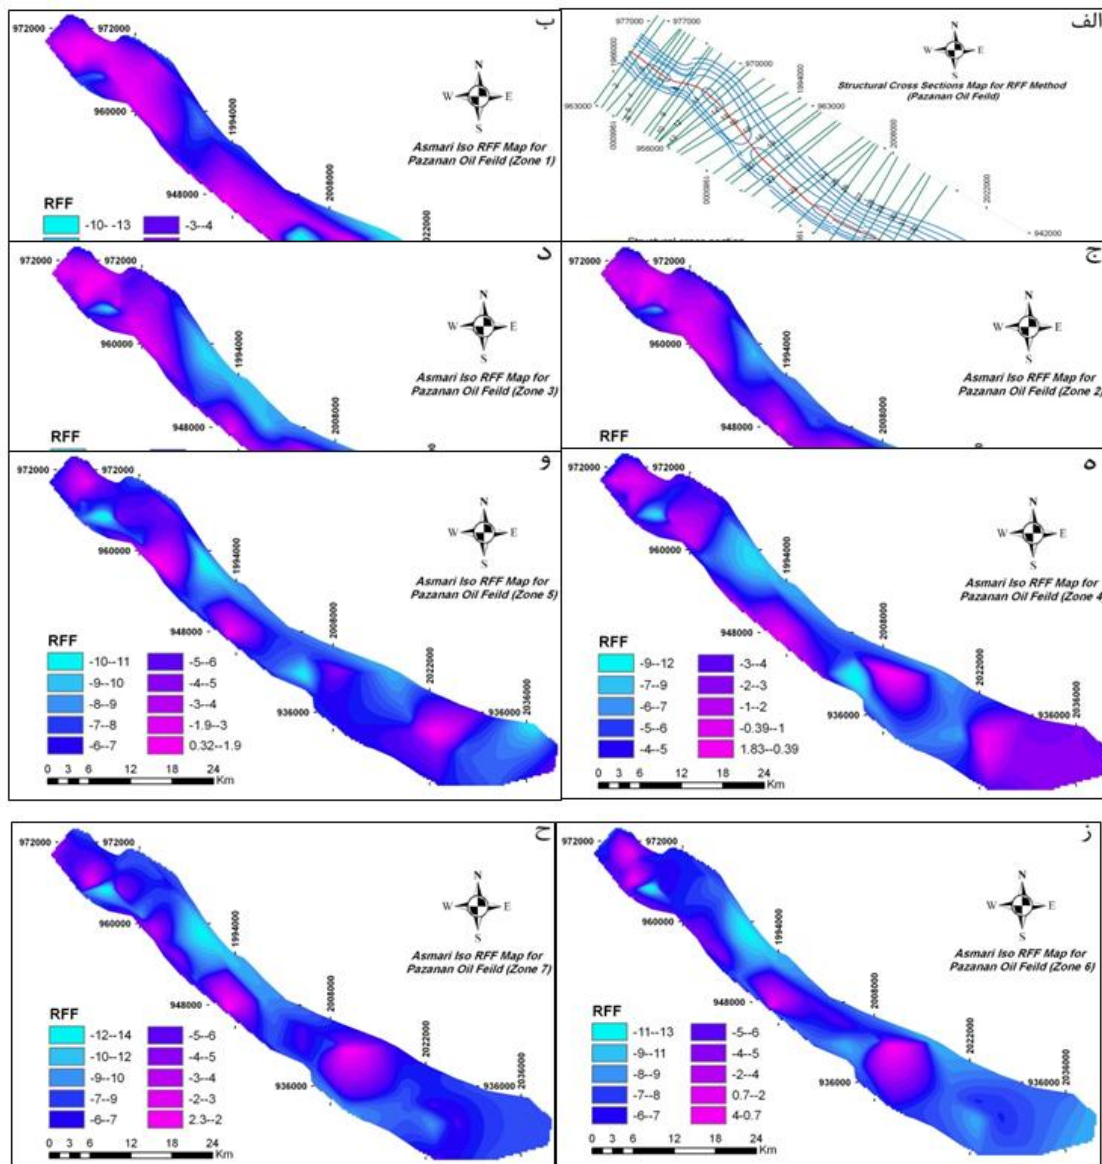 الف
977000
977000
N
W
E
S
970000
1994000
Structural Cross Sections Map for RFF Method
(Pazanan Oil Feild)
963000
963000
956000
2008000
2022000
942000
ب
972000
972000
N
W
E
S
960000
1994000
Asmari Iso RFF Map for
Pazanan Oil Feild (Zone 1)
948000
2008000
RFF
-10- -13
-3--4
ج
972000
972000
N
W
E
S
960000
1994000
Asmari Iso RFF Map for
Pazanan Oil Feild (Zone 2)
948000
2008000
RFF
د
972000
972000
N
W
E
S
960000
1994000
Asmari Iso RFF Map for
Pazanan Oil Feild (Zone 3)
948000
2008000
RFF
ه
972000
972000
N
W
E
S
960000
1994000
Asmari Iso RFF Map for
Pazanan Oil Feild (Zone 4)
948000
2008000
RFF
2022000
-9--12
-3--4
-7--9
-2--3
-6--7
-1--2
936000
936000
2036000
-5--6
-0.39--1
-4--5
1.83--0.39
0 3 6 12 18 24
Km
و
972000
972000
N
W
E
S
960000
1994000
Asmari Iso RFF Map for
Pazanan Oil Feild (Zone 5)
948000
2008000
RFF
2022000
-10--11
-5--6
-9--10
-4--5
-8--9
-3--4
936000
936000
2036000
-7--8
-1.9--3
-6--7
0.32--1.9
0 3 6 12 18 24
Km
ز
972000
972000
N
W
E
S
960000
1994000
Asmari Iso RFF Map for
Pazanan Oil Feild (Zone 6)
948000
2008000
RFF
2022000
-11--13
-5--6
-9--11
-4--5
-8--9
-2--4
936000
936000
2036000
-7--8
0.7--2
-6--7
4-0.7
0 3 6 12 18 24
Km
ح
972000
972000
N
W
E
S
960000
1994000
Asmari Iso RFF Map for
Pazanan Oil Feild (Zone 7)
948000
2008000
RFF
2022000
-12--14
-5--6
-10--12
-4--5
-9--10
-3--4
936000
936000
2036000
-7--9
-2--3
-6--7
2.3--2
0 3 6 12 18 24
Km